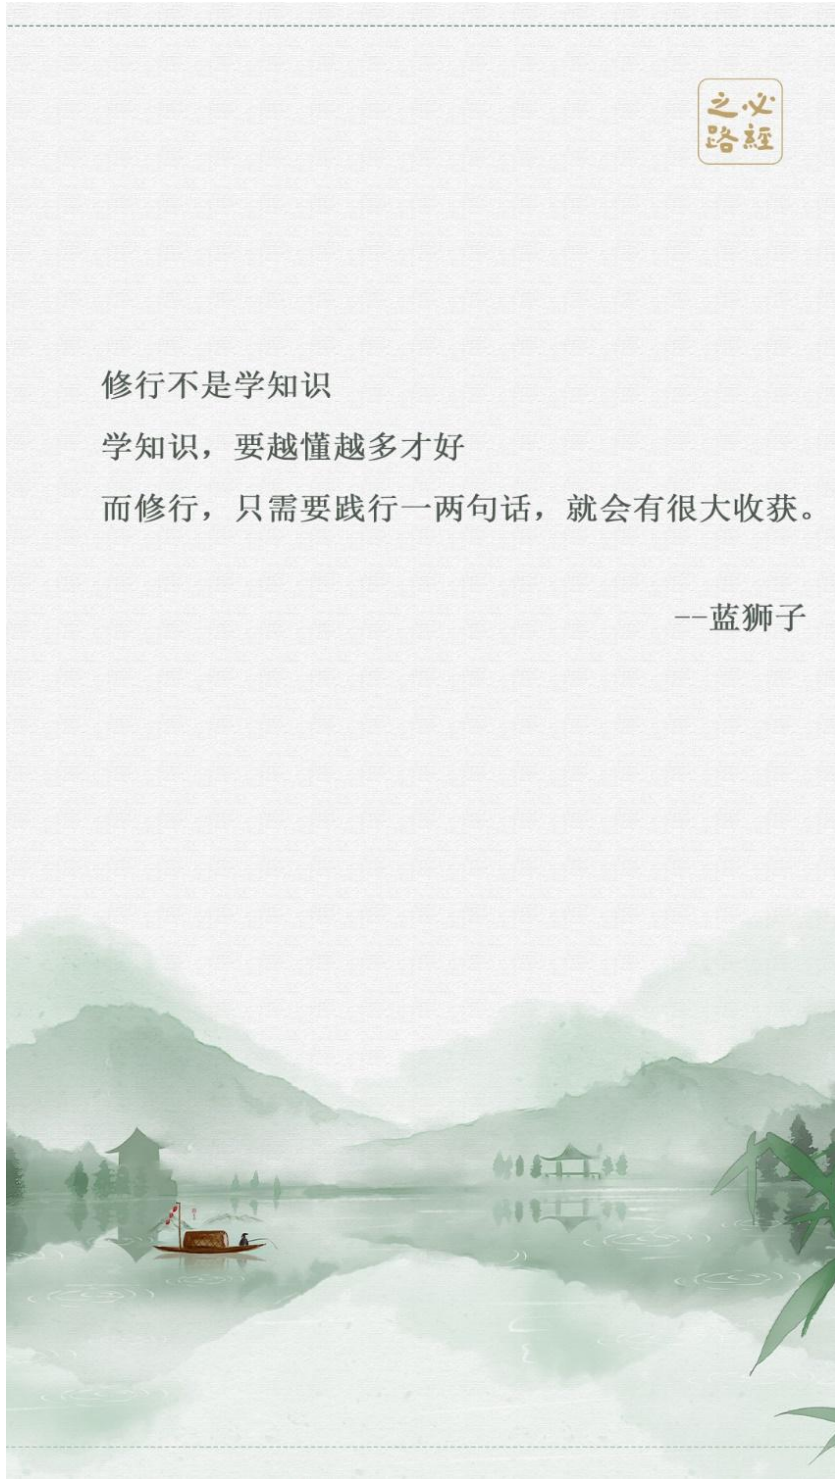 必經
之路
修行不是学知识
学知识，要越懂越多才好
而修行，只需要践行一两句话，就会有很大收获。
--蓝狮子